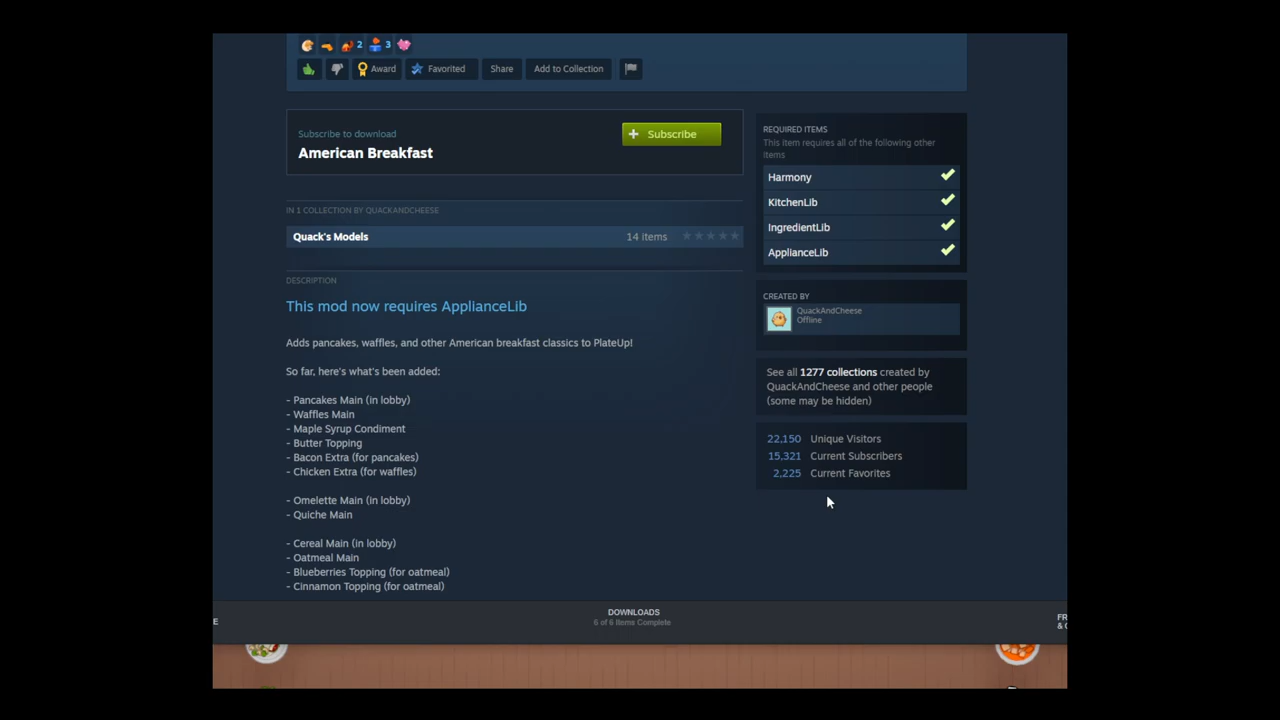 2 3
Award Favorited Share Add to Collection
Subscribe to download
American Breakfast
+ Subscribe
IN 1 COLLECTION BY QUACKANDCHEESE
Quack's Models 14 items
DESCRIPTION
This mod now requires ApplianceLib
Adds pancakes, waffles, and other American breakfast classics to PlateUp!
So far, here's what's been added:
- Pancakes Main (in lobby)
- Waffles Main
- Maple Syrup Condiment
- Butter Topping
- Bacon Extra (for pancakes)
- Chicken Extra (for waffles)
- Omelette Main (in lobby)
- Quiche Main
- Cereal Main (in lobby)
- Oatmeal Main
- Blueberries Topping (for oatmeal)
- Cinnamon Topping (for oatmeal)
REQUIRED ITEMS
This item requires all of the following other
items
Harmony
KitchenLib
IngredientLib
ApplianceLib
CREATED BY
QuackAndCheese
Offline
See all 1277 collections created by
QuackAndCheese and other people
(some may be hidden)
22,150 Unique Visitors
15,321 Current Subscribers
2,225 Current Favorites
E
DOWNLOADS
6 of 6 Items Complete
FR
& C